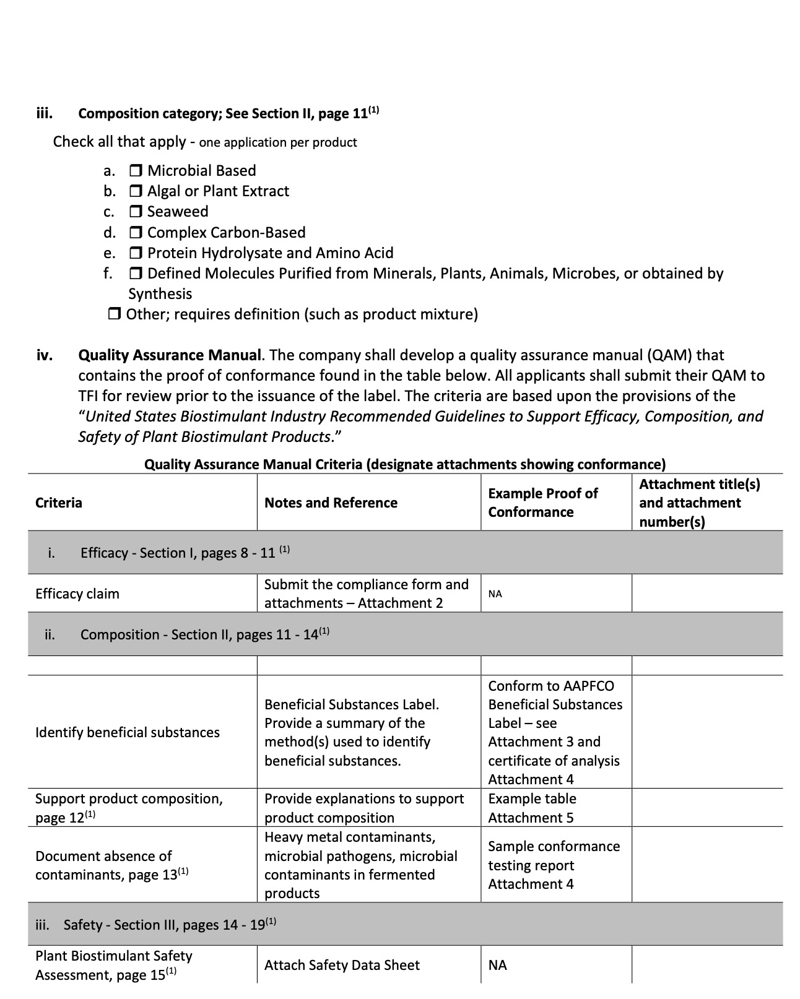 iii. Composition category; See Section II, page 11(1)
Check all that apply - one application per product
a. ❒ Microbial Based
b. ❒ Algal or Plant Extract
c. ❒ Seaweed
d. ❒ Complex Carbon-Based
e. ❒ Protein Hydrolysate and Amino Acid
f. ❒ Defined Molecules Purified from Minerals, Plants, Animals, Microbes, or obtained by
Synthesis
❒ Other; requires definition (such as product mixture)
iv. Quality Assurance Manual. The company shall develop a quality assurance manual (QAM) that
contains the proof of conformance found in the table below. All applicants shall submit their QAM to
TFI for review prior to the issuance of the label. The criteria are based upon the provisions of the
“United States Biostimulant Industry Recommended Guidelines to Support Efficacy, Composition, and
Safety of Plant Biostimulant Products.”
Quality Assurance Manual Criteria (designate attachments showing conformance)
Criteria
Notes and Reference
Example Proof of
Conformance
Attachment title(s)
and attachment
number(s)
i. Efficacy - Section I, pages 8 - 11 (1)
Efficacy claim
Submit the compliance form and
attachments – Attachment 2
NA
ii. Composition - Section II, pages 11 - 14(1)
Identify beneficial substances
Beneficial Substances Label.
Provide a summary of the
method(s) used to identify
beneficial substances.
Conform to AAPFCO
Beneficial Substances
Label – see
Attachment 3 and
certificate of analysis
Attachment 4
Support product composition,
page 12(1)
Provide explanations to support
product composition
Example table
Attachment 5
Document absence of
contaminants, page 13(1)
Heavy metal contaminants,
microbial pathogens, microbial
contaminants in fermented
products
Sample conformance
testing report
Attachment 4
iii. Safety - Section III, pages 14 - 19(1)
Plant Biostimulant Safety
Assessment, page 15(1)
Attach Safety Data Sheet
NA